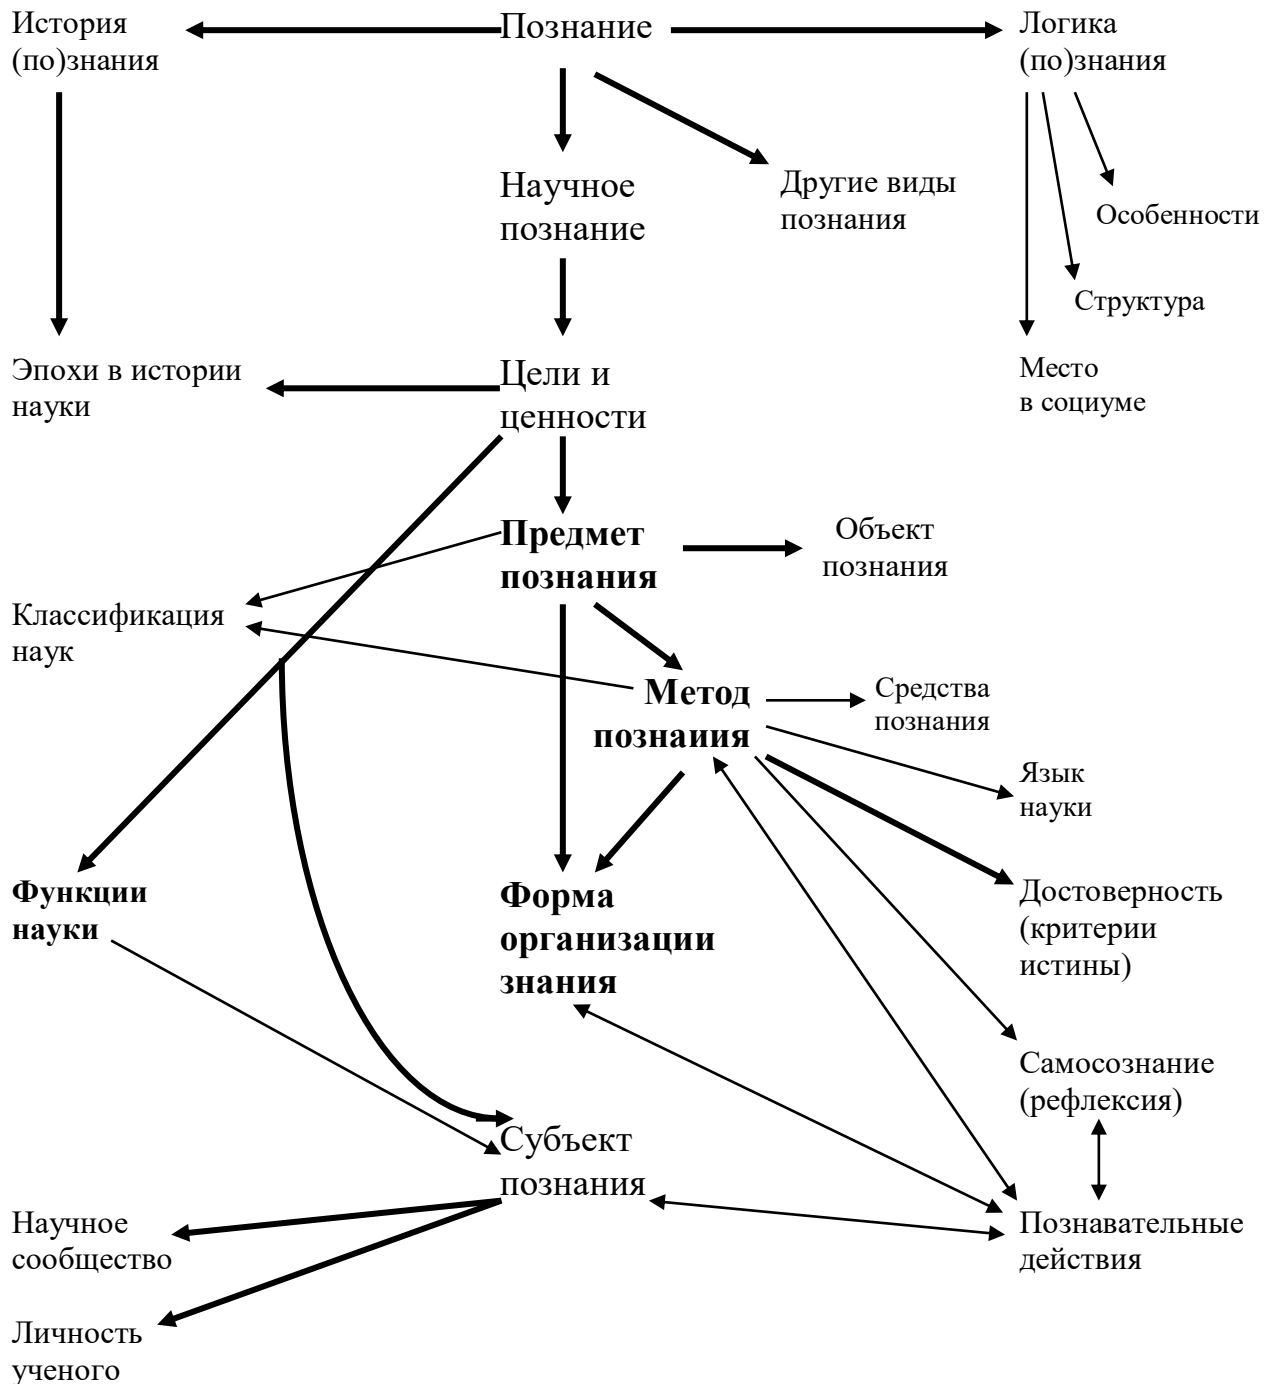 История
(по)знания
Познание
Логика
(по)знания
Научное
познание
Другие виды
познания
Особенности
Структура
Эпохи в истории
науки
Цели и
ценности
Место
в социуме
Предмет
познания
Объект
познания
Классификация
наук
Метод
познаиия
Средства
познания
Язык
науки
Функции
науки
Форма
организации
знания
Достоверность
(критерии
истины)
Самосознание
(рефлексия)
Субъект
познания
Научное
сообщество
Познавательные
действия
Личность
ученого